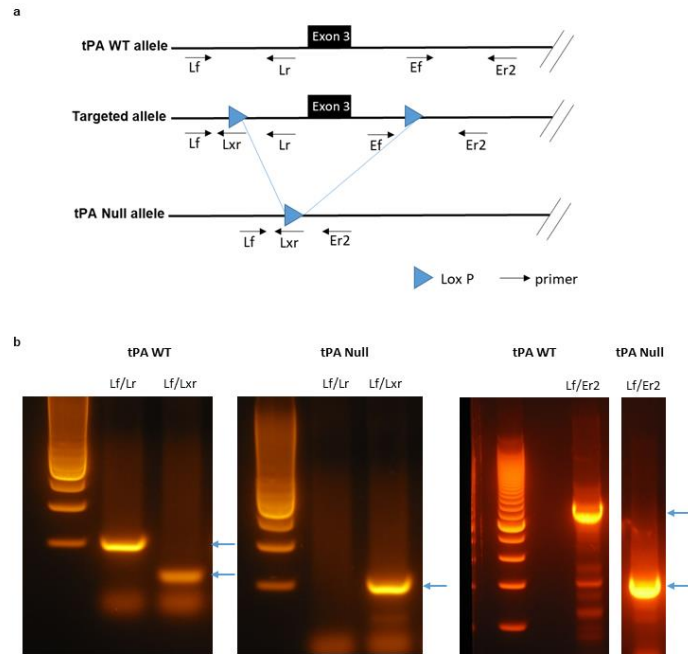 a
tPA WT allele
Exon 3
Lf Lr Ef Er2
Targeted allele
Exon 3
Lf Lxr Lr Ef Er2
tPA Null allele
Lf Lxr Er2
Lox P primer
b
tPA WT tPA Null tPA WT tPA Null
Lf/Lr Lf/Lxr Lf/Lr Lf/Lxr Lf/Er2 Lf/Er2